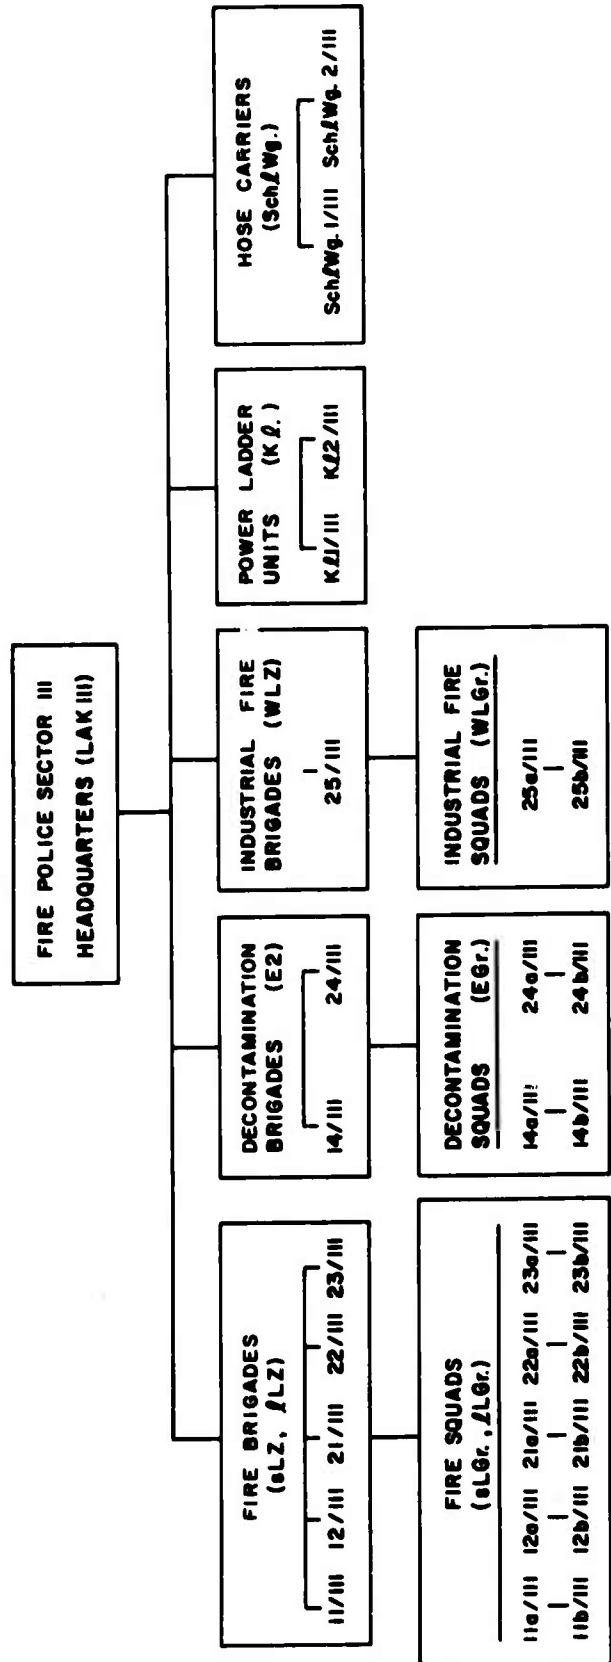 FIRE POLICE SECTOR III
HEADQUARTERS (LAK III)
FIRE BRIGADES
(sLZ, ℓLZ)
11/III 12/III 21/III 22/III 23/III
FIRE SQUADS
(sLGr., ℓLGr.)
11a/III 12a/III 21a/III 22a/III 23a/III
11b/III 12b/III 21b/III 22b/III 23b/III
DECONTAMINATION
BRIGADES (E2)
14/III 24/III
DECONTAMINATION
SQUADS (EGr.)
14a/III 24a/III
14b/III 24b/III
INDUSTRIAL FIRE
BRIGADES (WLZ)
25/III
INDUSTRIAL FIRE
SQUADS (WLGr.)
25a/III
25b/III
POWER LADDER
UNITS (Kℓ.)
Kℓ1/III Kℓ2/III
HOSE CARRIERS
(SchℓWg.)
SchℓWg. 1/III SchℓWg. 2/III